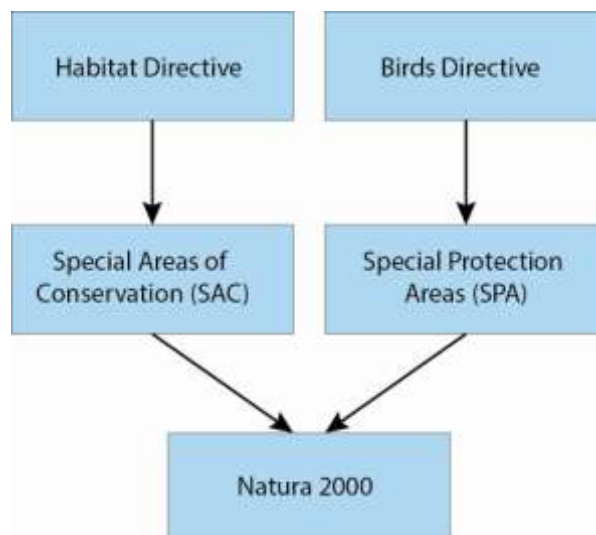 Habitat Directive
Birds Directive
Special Areas of
Conservation (SAC)
Special Protection
Areas (SPA)
Natura 2000